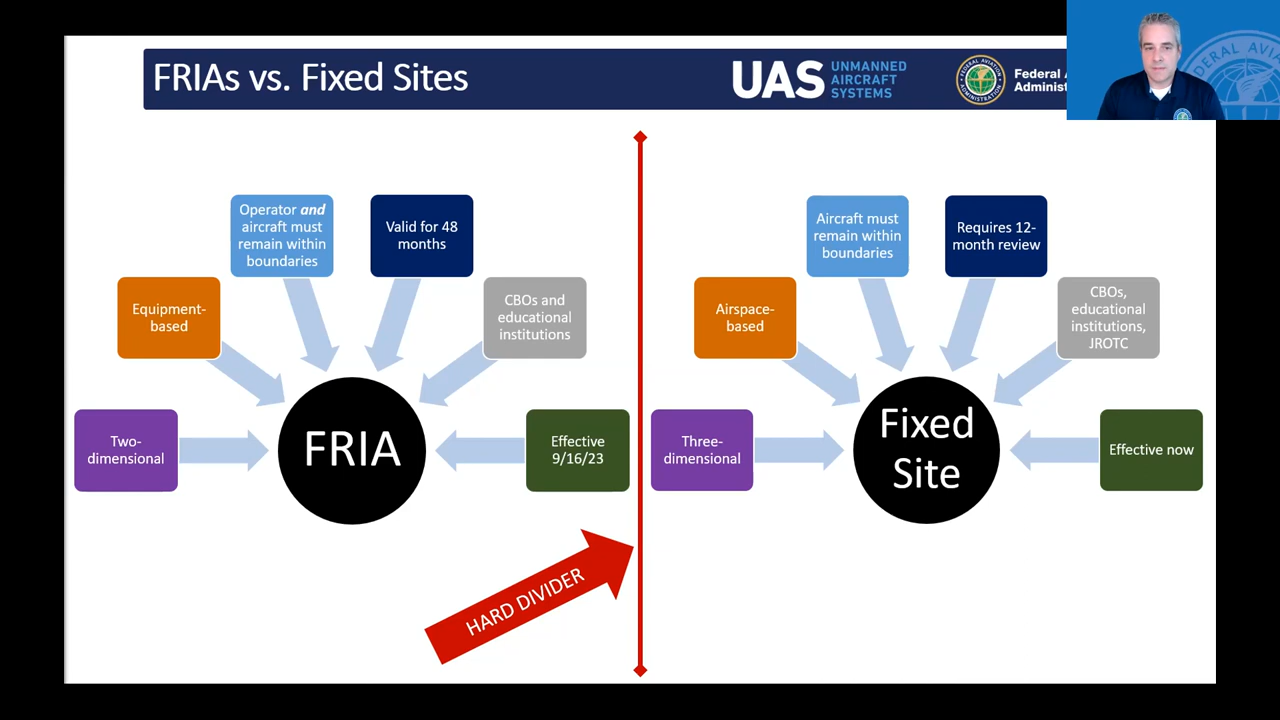 FRIAs vs. Fixed Sites
UAS
UNMANNED
AIRCRAFT
SYSTEMS
FEDERAL AVIATION
ADMINISTRATION
Federal A
Administ
Operator and
aircraft must
remain within
boundaries
Valid for 48
months
Equipment-
based
CBOs and
educational
institutions
Two-
dimensional
FRIA
Effective
9/16/23
HARD DIVIDER
Aircraft must
remain within
boundaries
Requires 12-
month review
Airspace-
based
CBOs,
educational
institutions,
JROTC
Three-
dimensional
Fixed
Site
Effective now